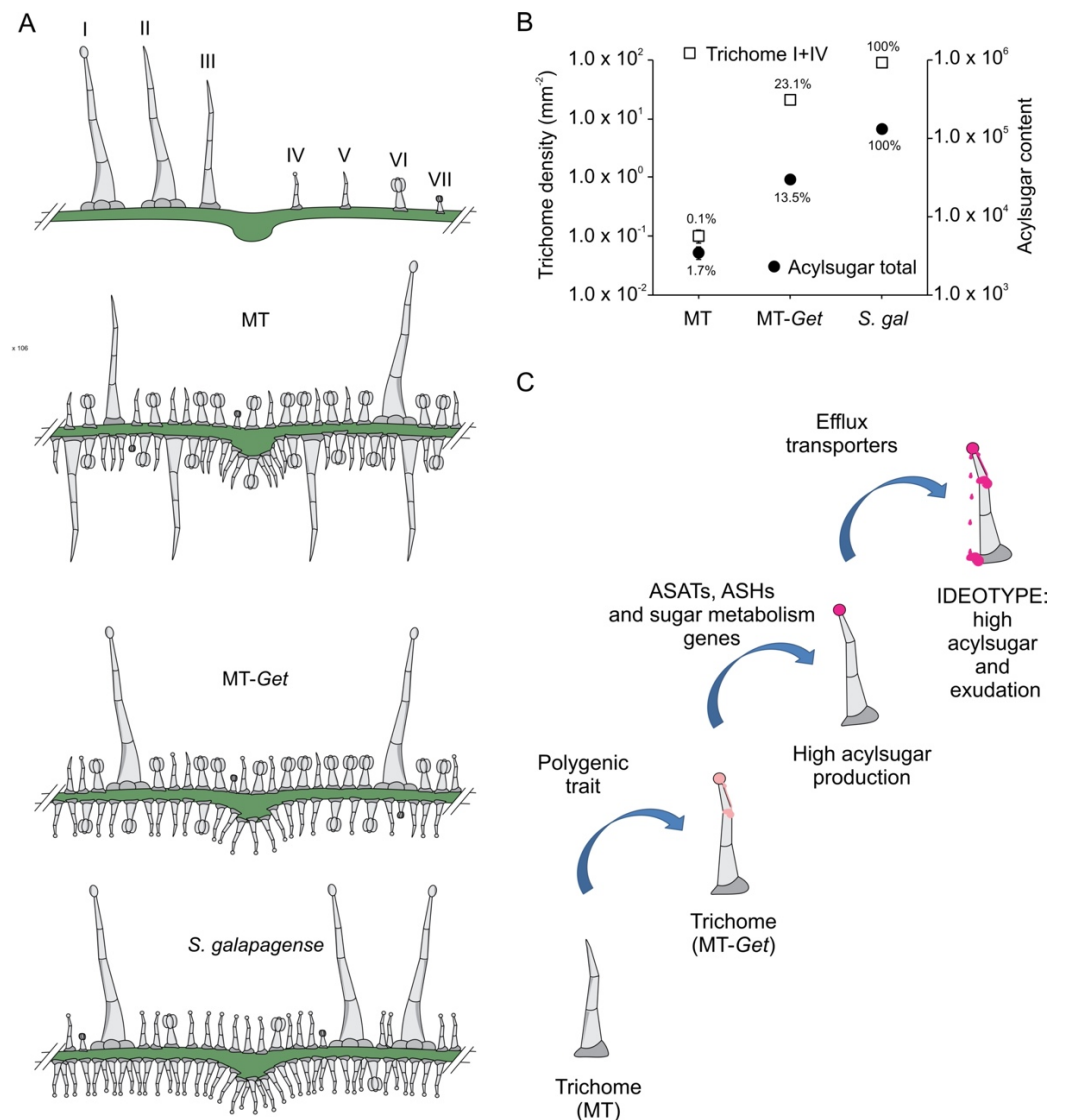 A
I
II
III
IV
V
VI
VII
MT
x 106
MT-Get
S. galapagense
B
Trichome density (mm⁻²)
1.0 x 10²
1.0 x 10¹
1.0 x 10⁰
1.0 x 10⁻¹
1.0 x 10⁻²
Trichome I+IV
0.1%
1.7%
23.1%
13.5%
100%
100%
Acylsugar total
1.0 x 10⁶
1.0 x 10⁵
1.0 x 10⁴
1.0 x 10³
Acylsugar content
MT
MT-Get
S. gal
C
Efflux
transporters
IDEOTYPE:
high
acylsugar
and
exudation
ASATs, ASHs
and sugar metabolism
genes
High acylsugar
production
Polygenic
trait
Trichome
(MT-Get)
Trichome
(MT)